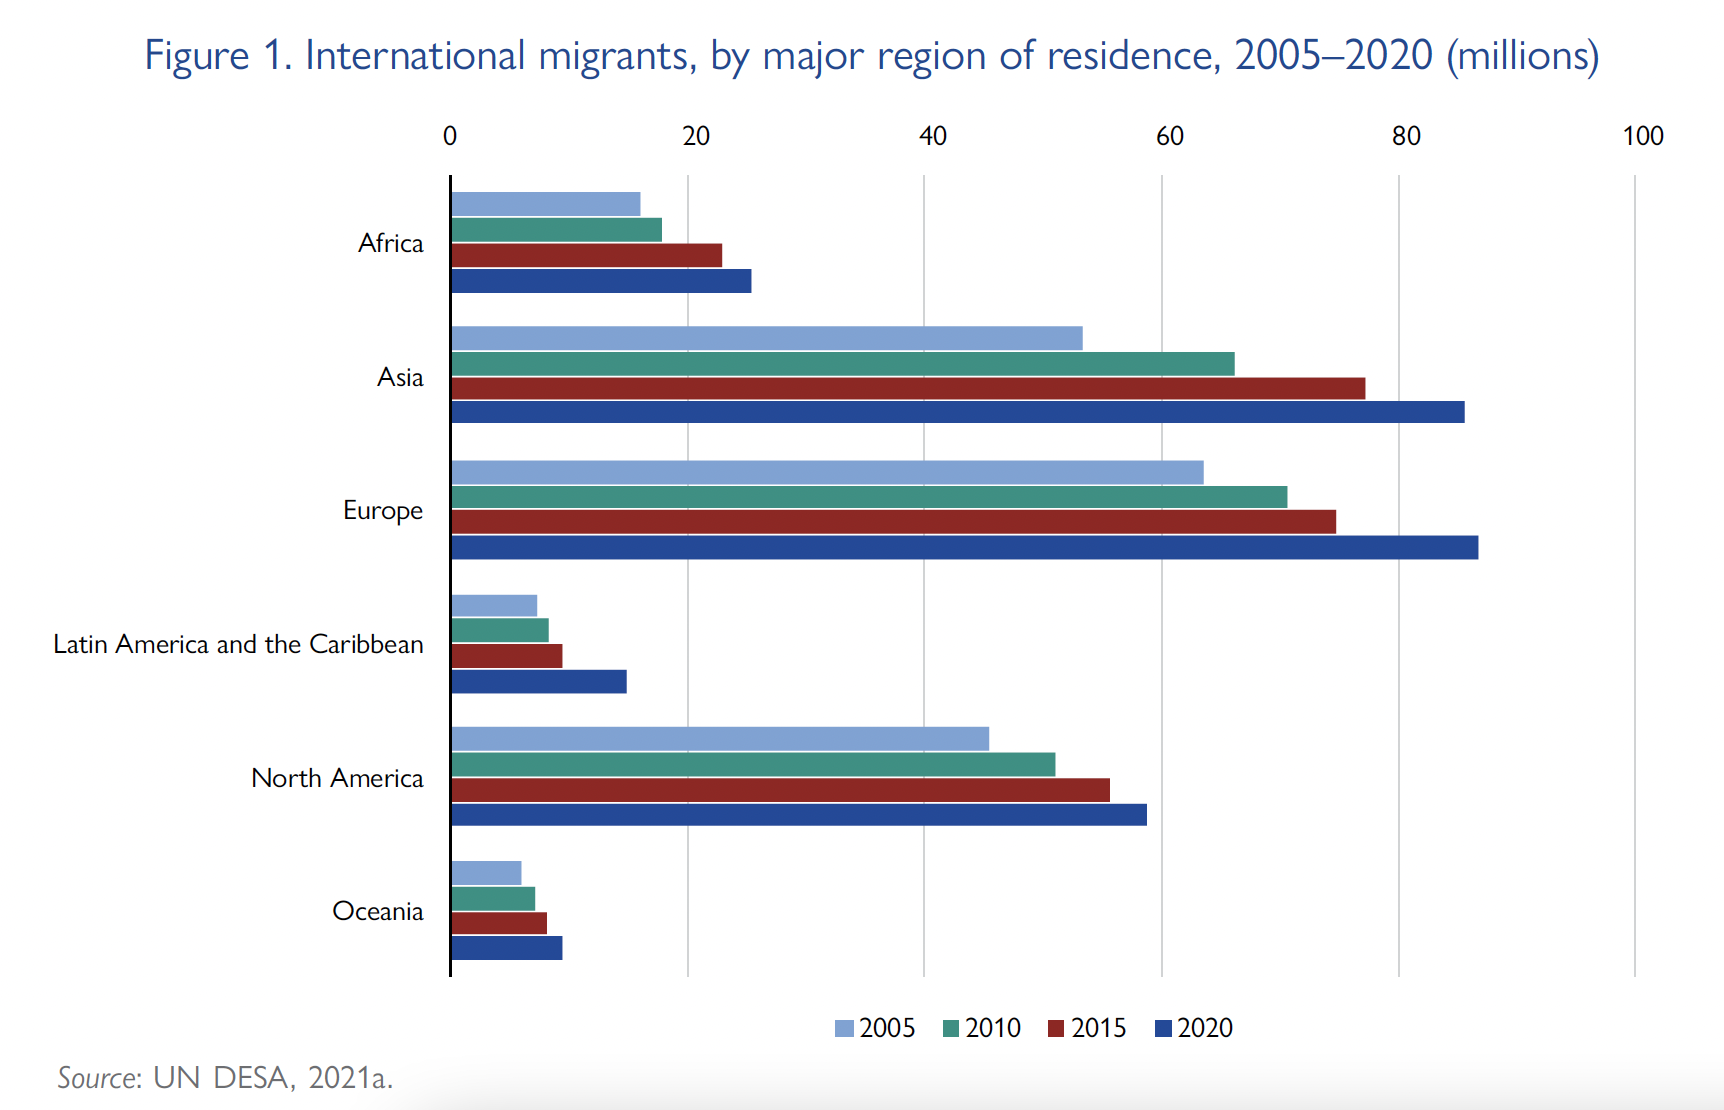 Figure 1. International migrants, by major region of residence, 2005–2020 (millions)
0 20 40 60 80 100
Africa
Asia
Europe
Latin America and the Caribbean
North America
Oceania
2005 2010 2015 2020
Source: UN DESA, 2021a.